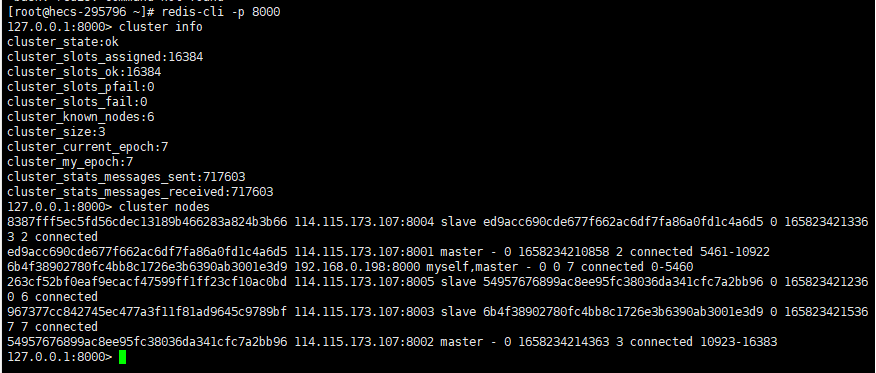 [root@hecs-295796 ~]# redis-cli -p 8000
127.0.0.1:8000> cluster info
cluster_state:ok
cluster_slots_assigned:16384
cluster_slots_ok:16384
cluster_slots_pfail:0
cluster_slots_fail:0
cluster_known_nodes:6
cluster_size:3
cluster_current_epoch:7
cluster_my_epoch:7
cluster_stats_messages_sent:717603
cluster_stats_messages_received:717603
127.0.0.1:8000> cluster nodes
8387fff5ec5fd56cdec13189b466283a824b3b66 114.115.173.107:8004 slave ed9acc690cde677f662ac6df7fa86a0fd1c4a6d5 0 165823421336
3 2 connected
ed9acc690cde677f662ac6df7fa86a0fd1c4a6d5 114.115.173.107:8001 master - 0 1658234210858 2 connected 5461-10922
6b4f38902780fc4bb8c1726e3b6390ab3001e3d9 192.168.0.198:8000 myself,master - 0 0 7 connected 0-5460
263cf52bf0eaf9ecacf47599ff1ff23cf10ac0bd 114.115.173.107:8005 slave 54957676899ac8ee95fc38036da341cfc7a2bb96 0 165823421236
0 6 connected
967377cc842745ec477a3f11f81ad9645c9789bf 114.115.173.107:8003 slave 6b4f38902780fc4bb8c1726e3b6390ab3001e3d9 0 165823421536
7 7 connected
54957676899ac8ee95fc38036da341cfc7a2bb96 114.115.173.107:8002 master - 0 1658234214363 3 connected 10923-16383
127.0.0.1:8000>